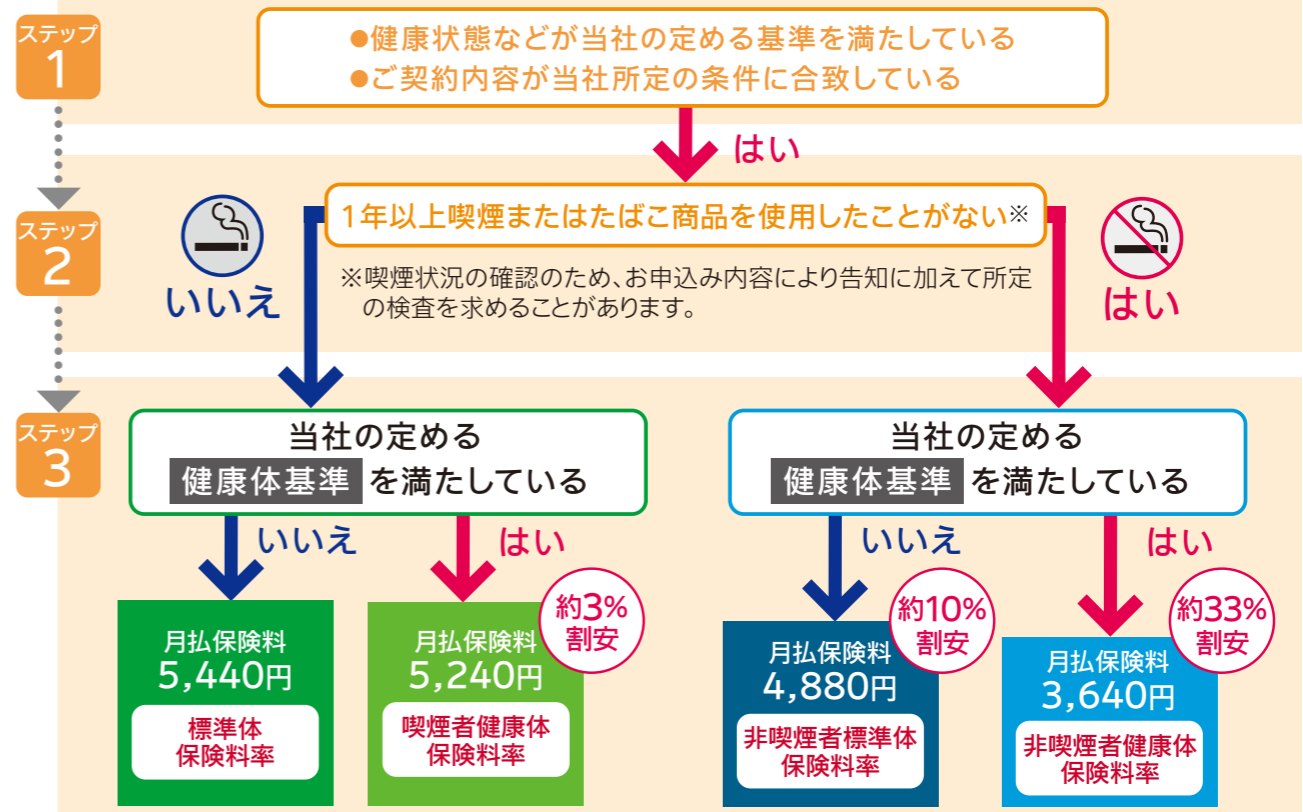 ステップ
1
●健康状態などが当社の定める基準を満たしている
●ご契約内容が当社所定の条件に合致している
はい
ステップ
2
1年以上喫煙またはたばこ商品を使用したことがない※
※喫煙状況の確認のため、お申込み内容により告知に加えて所定
の検査を求めることがあります。
いいえ
はい
ステップ
3
当社の定める
健康体基準 を満たしている
いいえ
はい
月払保険料
5,440円
標準体
保険料率
約3%
割安
月払保険料
5,240円
喫煙者健康体
保険料率
当社の定める
健康体基準 を満たしている
いいえ
はい
約10%
割安
月払保険料
4,880円
非喫煙者標準体
保険料率
約33%
割安
月払保険料
3,640円
非喫煙者健康体
保険料率